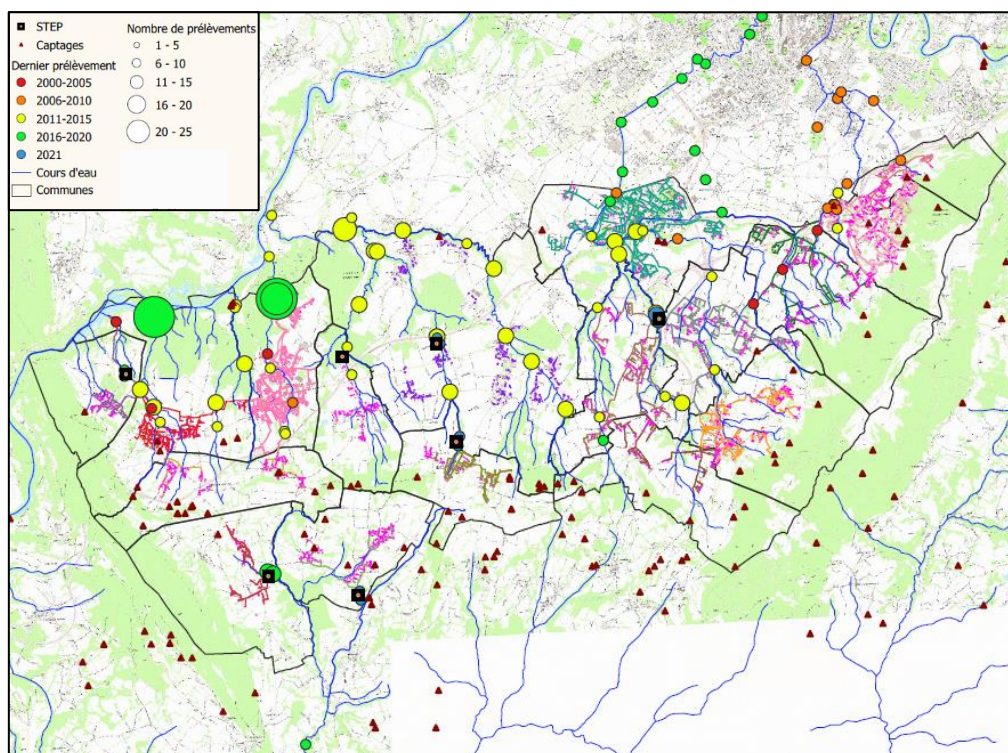 STEP
Captages
Dernier prélèvement
2000-2005
2006-2010
2011-2015
2016-2020
2021
Cours d'eau
Communes
Nombre de prélèvements
1 - 5
6 - 10
11 - 15
16 - 20
20 - 25